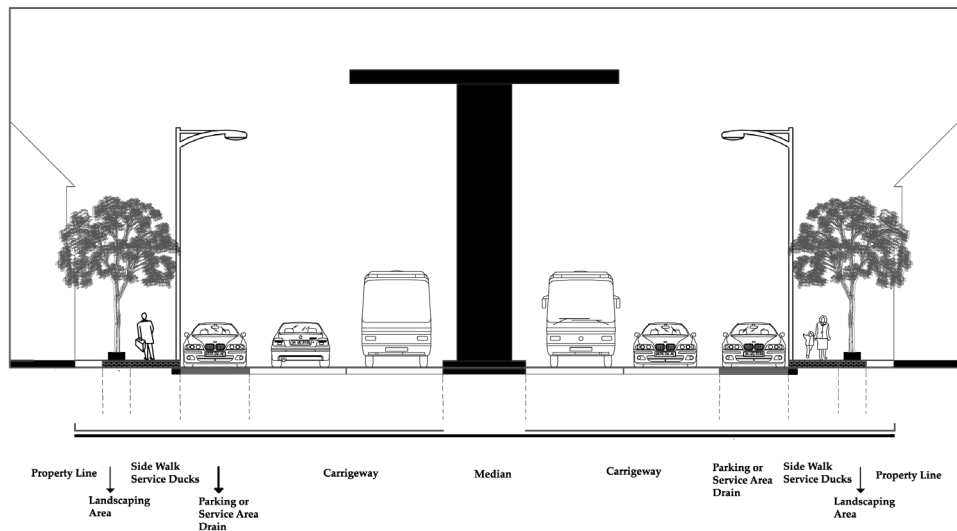 Property Line
Landscaping
Area
Side Walk
Service Ducks
Parking or
Service Area
Drain
Carrigeway
Median
Carrigeway
Parking or
Service Area
Drain
Side Walk
Service Ducks
Landscaping
Area
Property Line